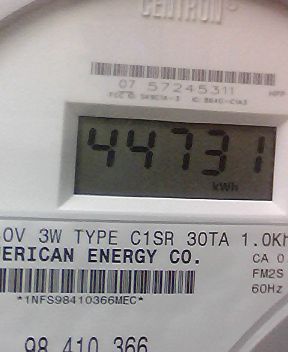 CENTRON
07 57245311
44731
kWh
0V 3W TYPE C1SR 30TA 1.0Kh
ERICAN ENERGY CO.
CA 0.
FM2S
*1NFS98410366MEC*
60Hz
98 410 366